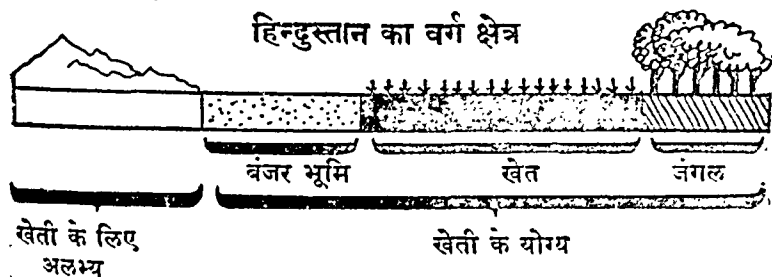 हिन्दुस्तान का वर्ग क्षेत्र
बंजर भूमि
खेत
जंगल
खेती के लिए
अलभ्य
खेती के योग्य